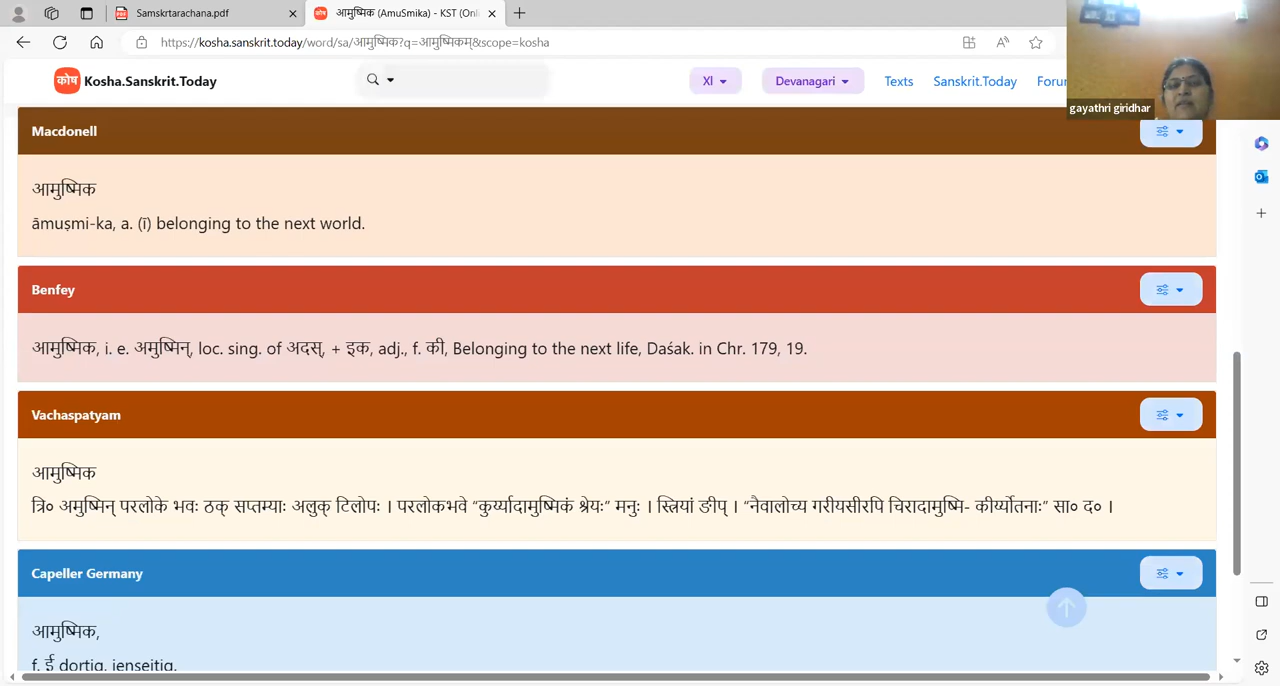 Samskrtarachana.pdf
आमुष्मिक (AmuSmika) - KST (Onl
https://kosha.sanskrit.today/word/sa/आमुष्मिक?q=आमुष्मिकम्&scope=kosha
कोष Kosha.Sanskrit.Today
XI Devanagari Texts Sanskrit.Today Forur
gayathri giridhar
Macdonell
आमुष्मिक
āmuṣmi-ka, a. (ī) belonging to the next world.
Benfey
आमुष्मिक, i. e. अमुष्मिन्, loc. sing. of अदस्, + इक, adj., f. की, Belonging to the next life, Daśak. in Chr. 179, 19.
Vachaspatyam
आमुष्मिक
त्रि० अमुष्मिन् परलोके भवः ठक् सप्तम्याः अलुक् टिलोपः । परलोकभवे “कुर्य्यादामुष्मिकं श्रेयः” मनुः । स्त्रियां ङीप् । “नैवालोच्य गरीयसीरपि चिरादामुष्मि- कीर्य्योतनाः” सा० द० ।
Capeller Germany
आमुष्मिक,
f. ई dortig, jenseitig.